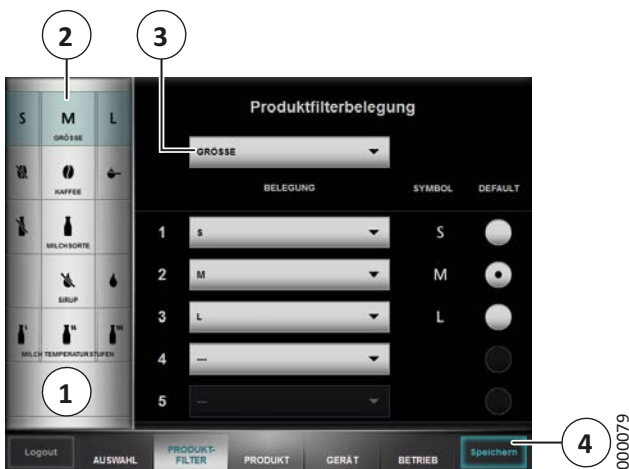 2
3
S M L
GRÖSSE
KAFFEE
MILCHSORTE
SIRUP
MILCH TEMPERATURSTUFEN
1
Produktfilterbelegung
GRÖSSE
BELEGUNG SYMBOL DEFAULT
1 S S
2 M M
3 L L
4 ---
5 ---
Logout AUSWAHL PRODUKT-
FILTER PRODUKT GERÄT BETRIEB Speichern
4
000079